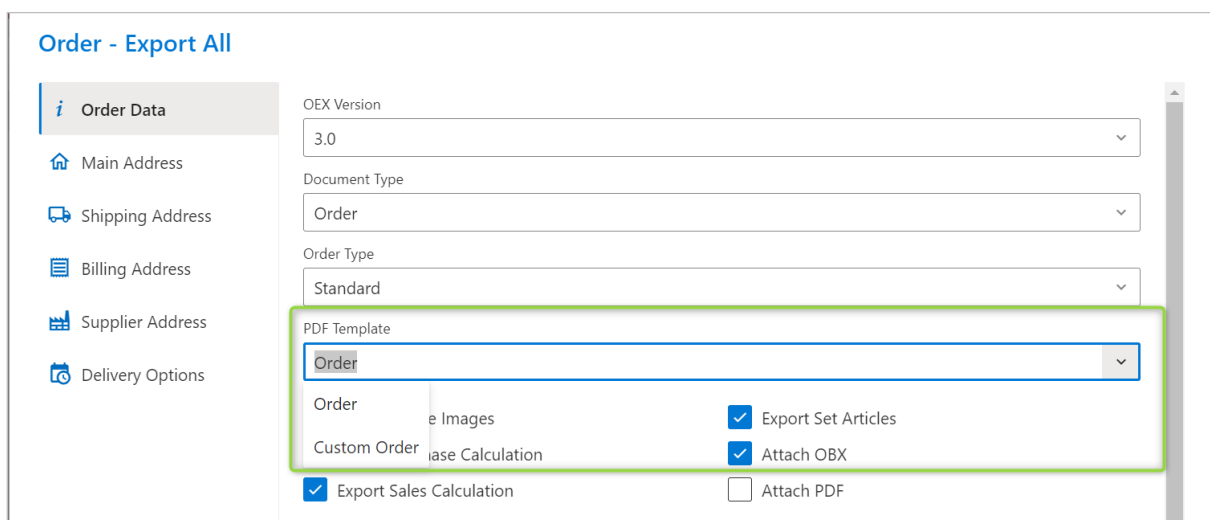 Order - Export All
Order Data
Main Address
Shipping Address
Billing Address
Supplier Address
Delivery Options
OEX Version
3.0
Document Type
Order
Order Type
Standard
PDF Template
Order
Order
Custom Order
Images
Export Set Articles
Calculation
Attach OBX
Export Sales Calculation
Attach PDF